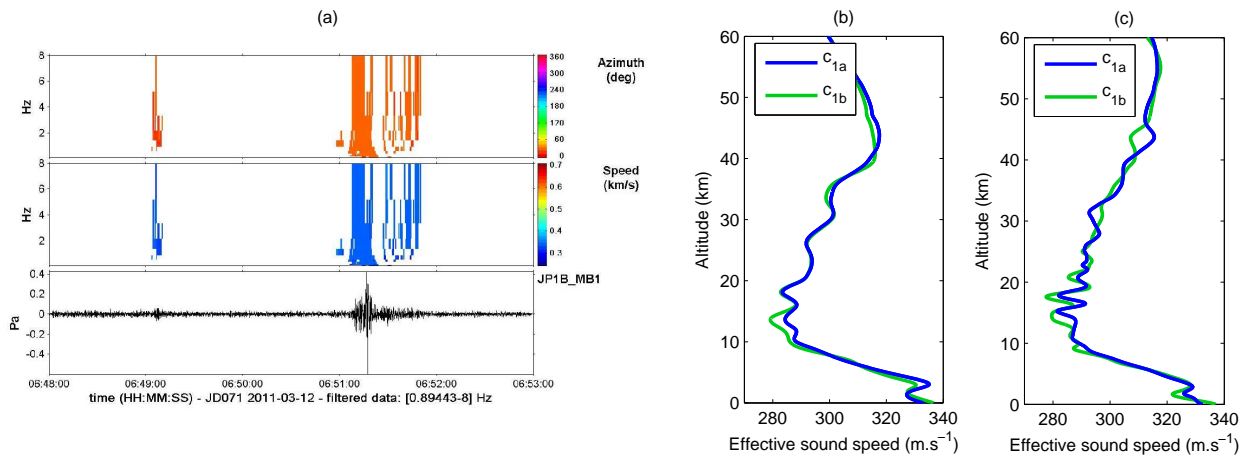 (a)
8
4
2
Hz
Azimuth
(deg)
360
300
240
180
120
60
0
8
4
2
Hz
Speed
(km/s)
0.7
0.6
0.5
0.4
0.3
0.4
0.2
0
-0.2
-0.4
Pa
JP1B_MB1
06:48:00 06:49:00 06:50:00 06:51:00 06:52:00 06:53:00
time (HH:MM:SS) - JD071 2011-03-12 - filtered data: [0.89443-8] Hz
(b)
60
50
40
30
20
10
0
Altitude (km)
c1a
c1b
280 300 320 340
Effective sound speed (m.s−1)
(c)
60
50
40
30
20
10
0
Altitude (km)
c1a
c1b
280 300 320 340
Effective sound speed (m.s−1)